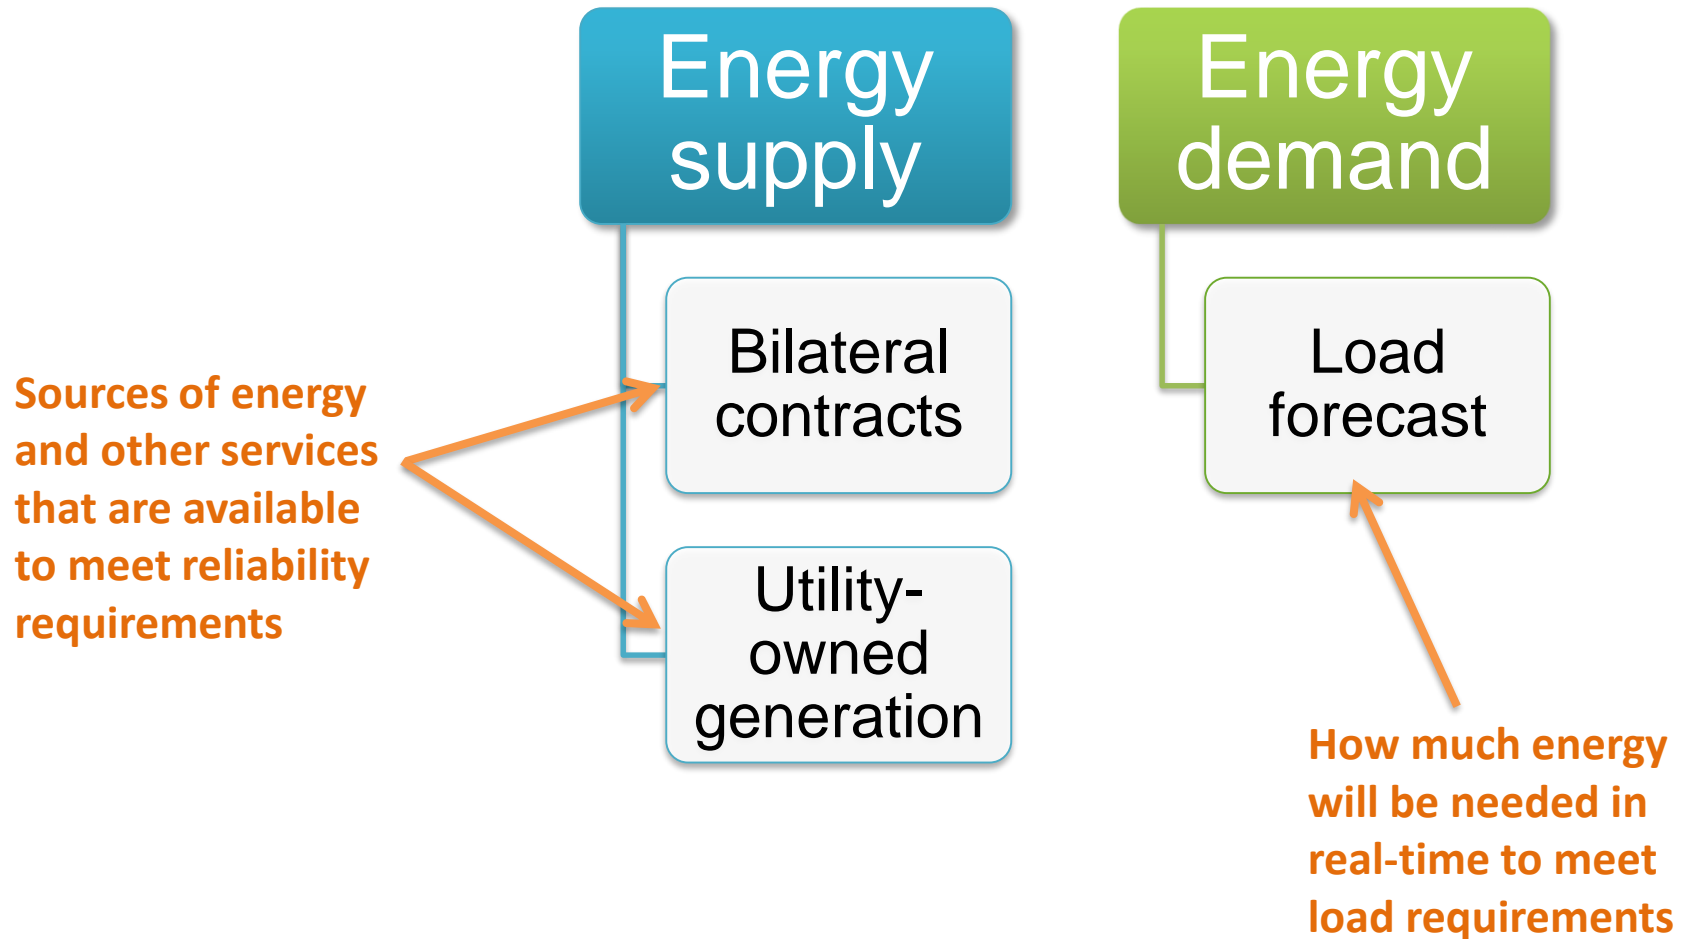 Energy
supply
Energy
demand
Bilateral
contracts
Load
forecast
Sources of energy
and other services
that are available
to meet reliability
requirements
Utility-
owned
generation
How much energy
will be needed in
real-time to meet
load requirements